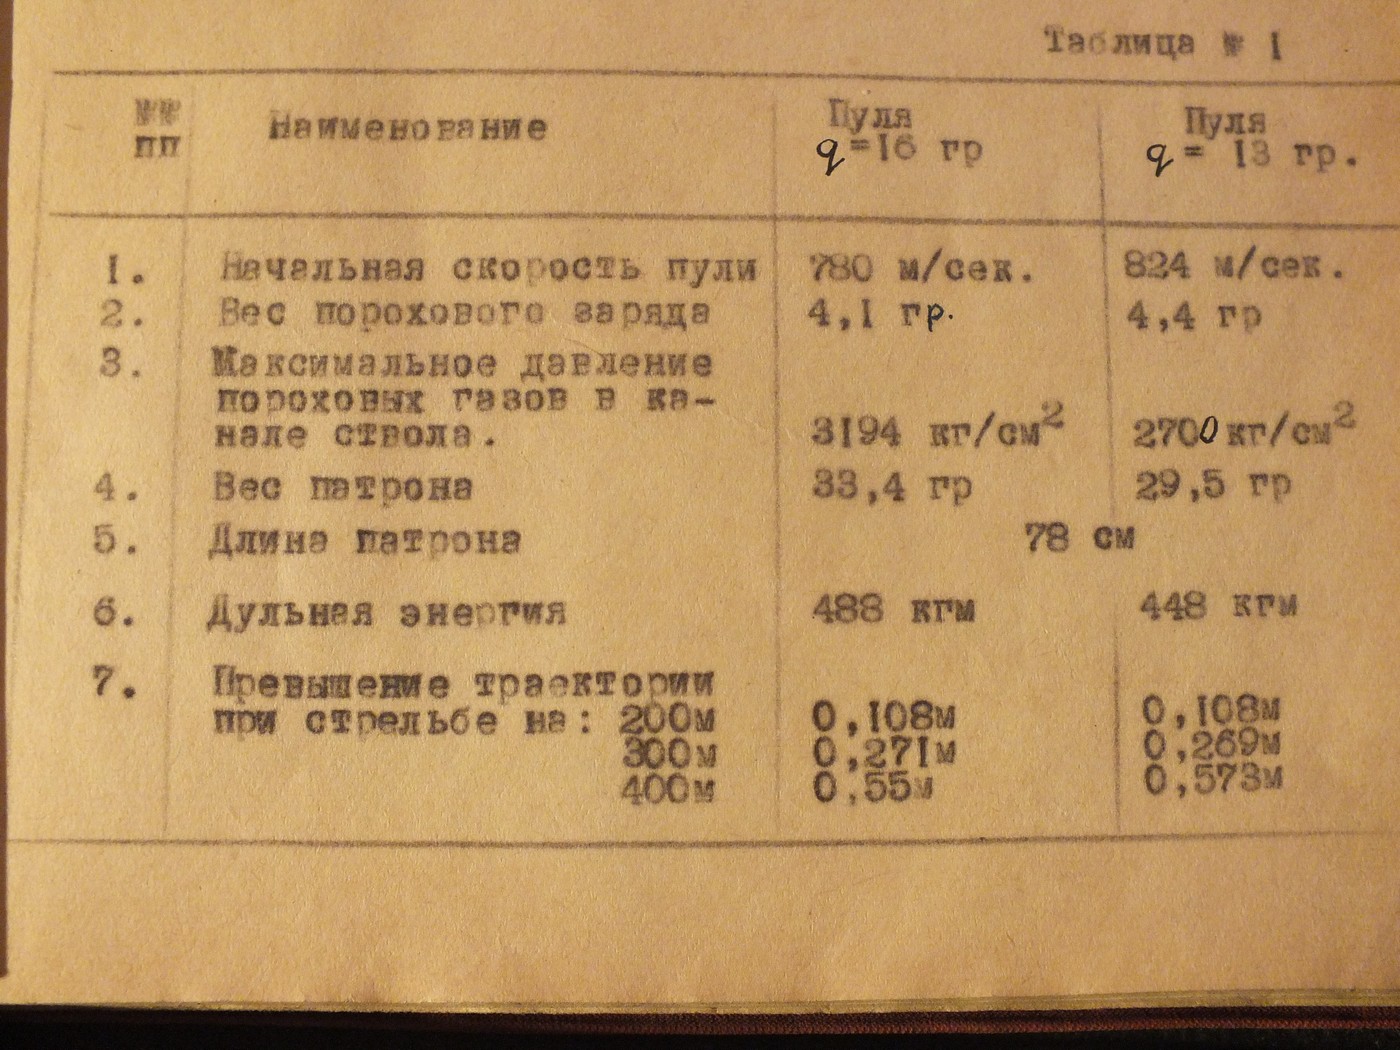 Таблица № 1
№№ Наименование Пуля Пуля
пп q=16 гр q= 13 гр.
1. Начальная скорость пули 780 м/сек. 824 м/сек.
2. Вес порохового заряда 4,1 гр. 4,4 гр
3. Максимальное давление
пороховых газов в ка-
нале ствола. 3194 кг/см² 2700кг/см²
4. Вес патрона 33,4 гр 29,5 гр
5. Длина патрона 78 см
6. Дульная энергия 488 кгм 448 кгм
7. Превышение траектории
при стрельбе на: 200м 0,108м 0,108м
300м 0,271м 0,269м
400м 0,55м 0,573м